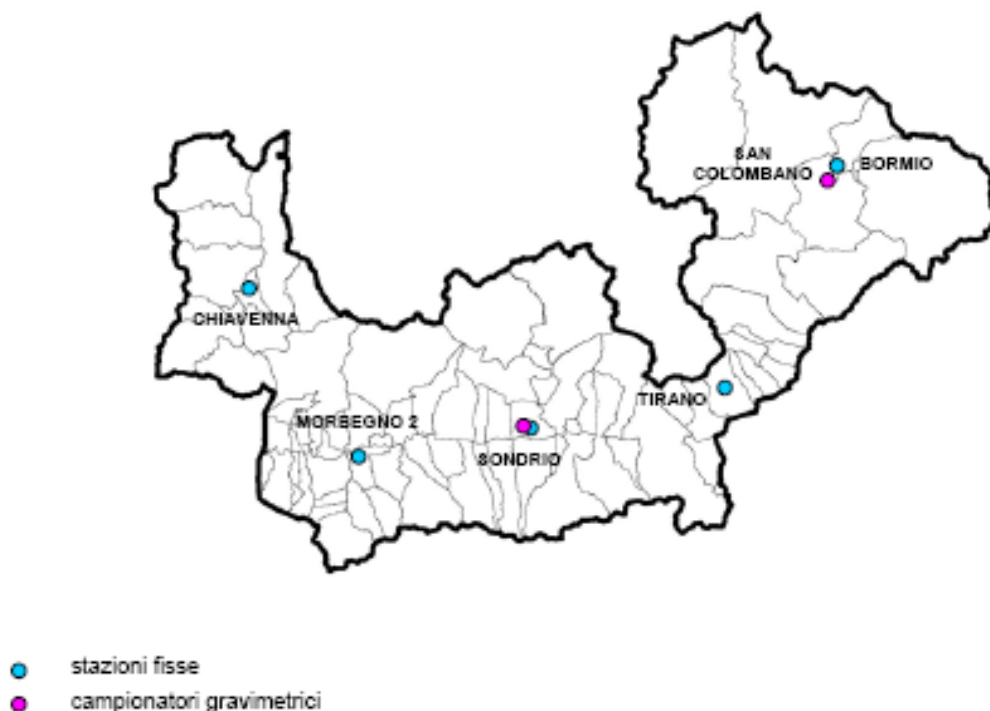 SAN
COLOMBANO
BORMIO
CHIAVENNA
TIRANO
MORBEGNO 2
SONDRIO
stazioni fisse
campionatori gravimetrici